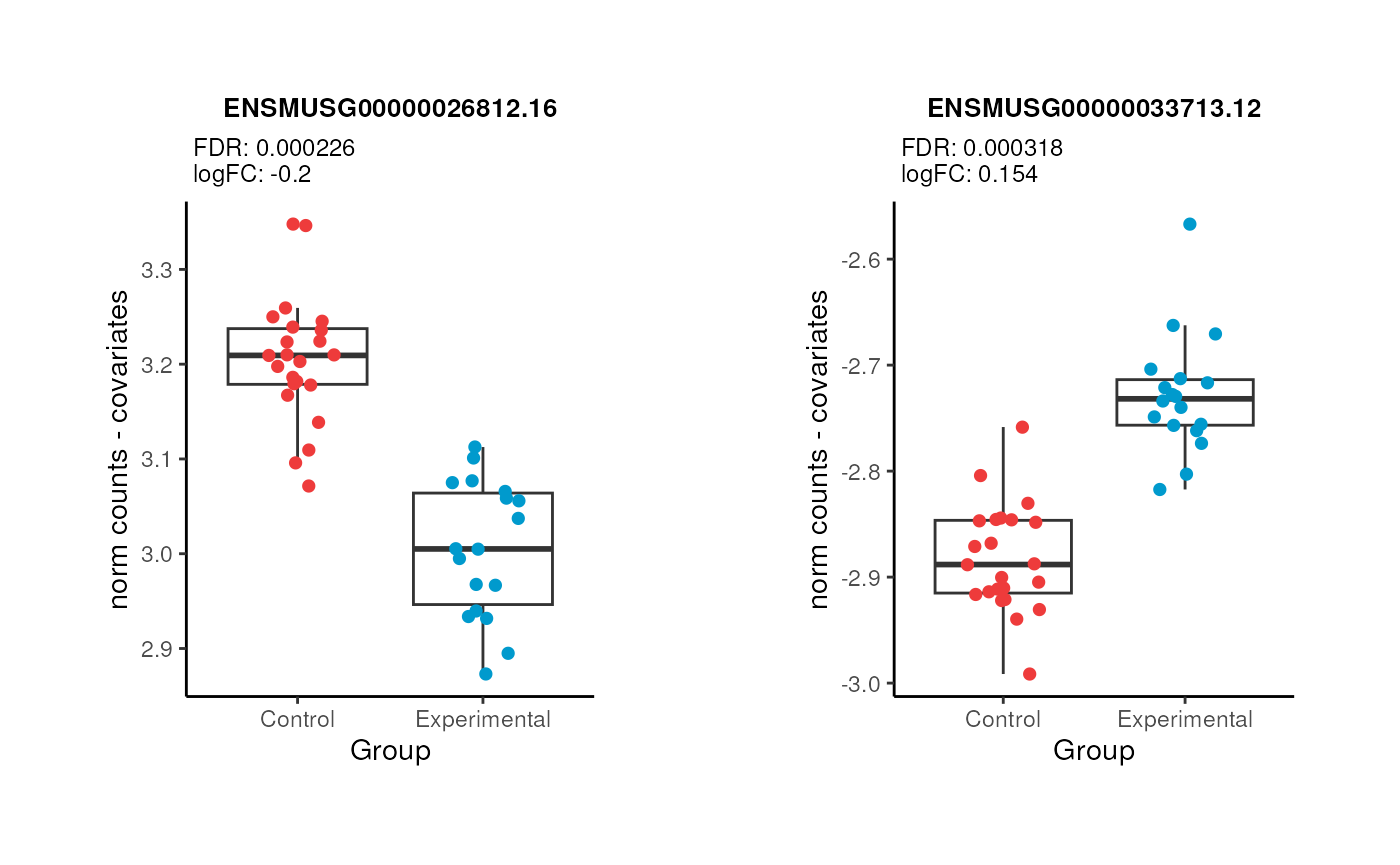 ENSMUSG00000026812.16
FDR: 0.000226
logFC: -0.2
norm counts - covariates
3.3
3.2
3.1
3.0
2.9
Control
Experimental
Group
ENSMUSG00000033713.12
FDR: 0.000318
logFC: 0.154
norm counts - covariates
-2.6
-2.7
-2.8
-2.9
-3.0
Control
Experimental
Group